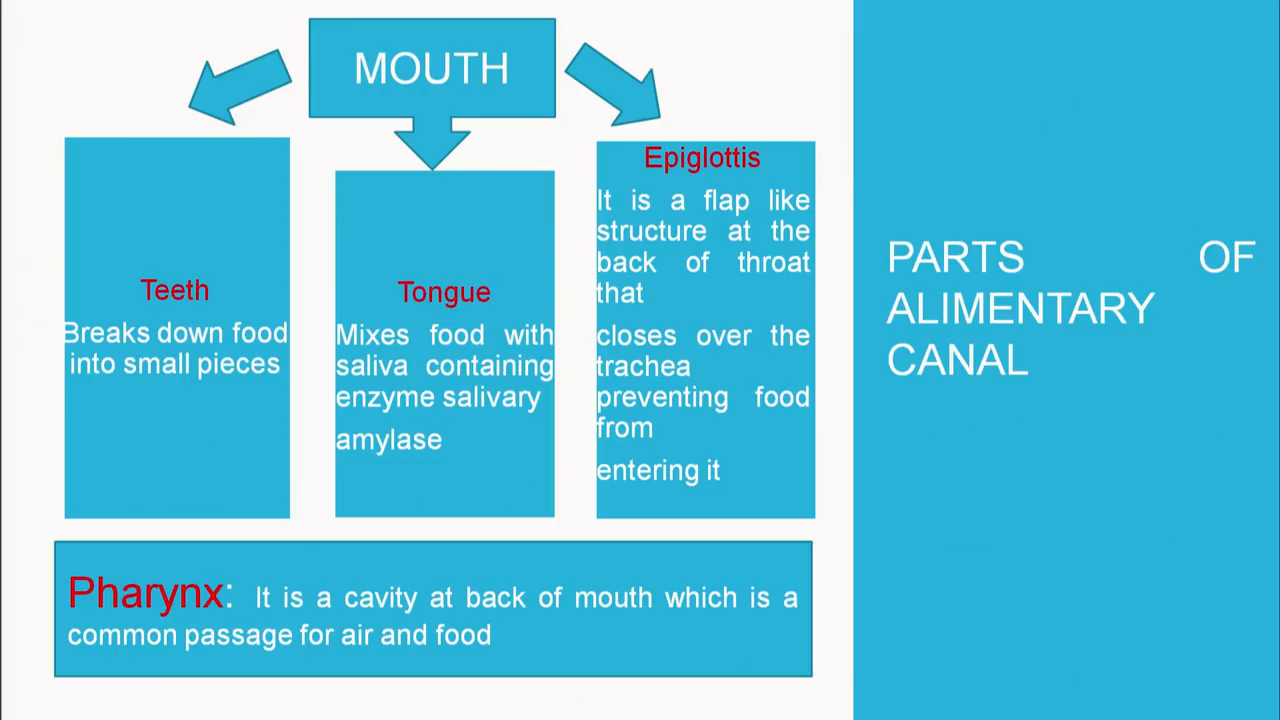 MOUTH
Teeth
Breaks down food
into small pieces
Tongue
Mixes food with
saliva containing
enzyme salivary
amylase
Epiglottis
It is a flap like
structure at the
back of throat
that
closes over the
trachea
preventing food
from
entering it
Pharynx: It is a cavity at back of mouth which is a
common passage for air and food
PARTS OF
ALIMENTARY
CANAL